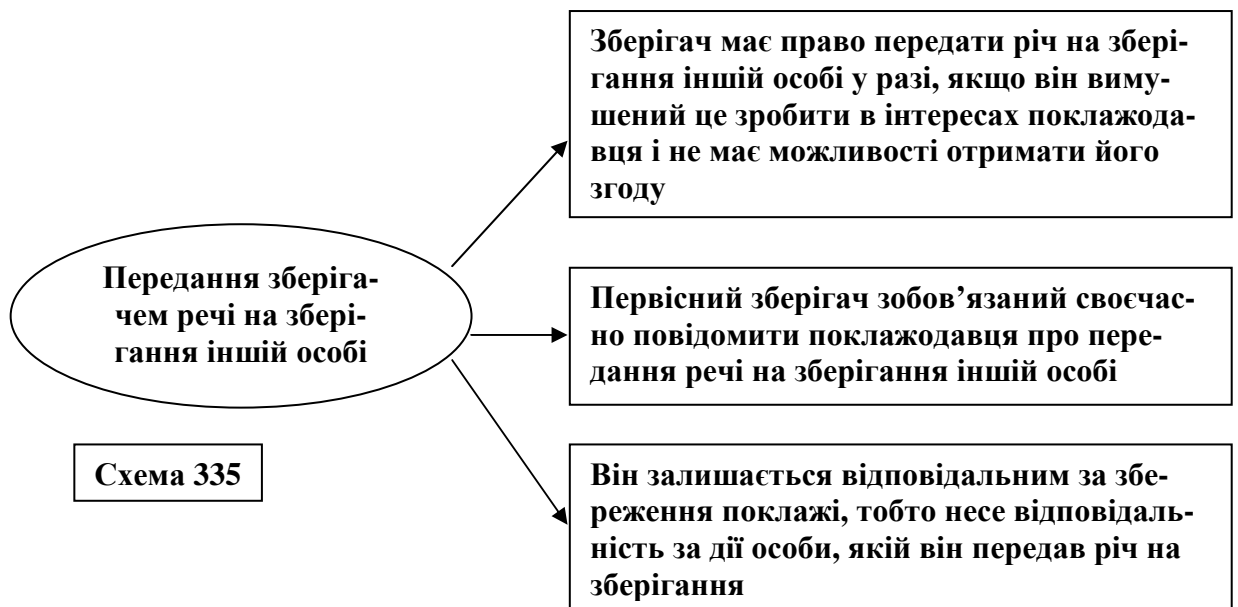 Зберігач має право передати річ на збері-
гання іншій особі у разі, якщо він виму-
шений це зробити в інтересах поклажода-
вця і не має можливості отримати його
згоду
Передання зберіга-
чем речі на збері-
гання іншій особі
Первісний зберігач зобов’язаний своєчас-
но повідомити поклажодавця про пере-
дання речі на зберігання іншій особі
Схема 335
Він залишається відповідальним за збе-
реження поклажі, тобто несе відповідаль-
ність за дії особи, якій він передав річ на
зберігання